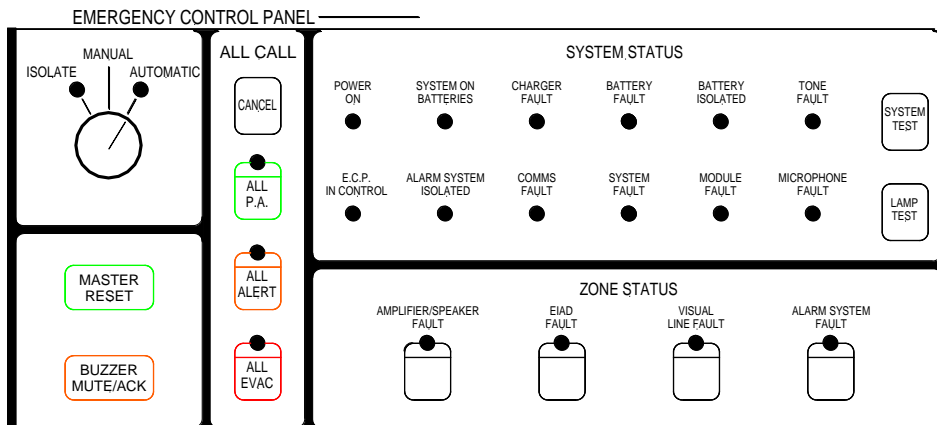 EMERGENCY CONTROL PANEL
MANUAL
ISOLATE
AUTOMATIC
MASTER
RESET
BUZZER
MUTE/ACK
ALL CALL
CANCEL
ALL
P.A.
ALL
ALERT
ALL
EVAC
SYSTEM STATUS
POWER
ON
SYSTEM ON
BATTERIES
CHARGER
FAULT
BATTERY
FAULT
BATTERY
ISOLATED
TONE
FAULT
SYSTEM
TEST
E.C.P.
IN CONTROL
ALARM SYSTEM
ISOLATED
COMMS
FAULT
SYSTEM
FAULT
MODULE
FAULT
MICROPHONE
FAULT
LAMP
TEST
ZONE STATUS
AMPLIFIER/SPEAKER
FAULT
EIAD
FAULT
VISUAL
LINE FAULT
ALARM SYSTEM
FAULT